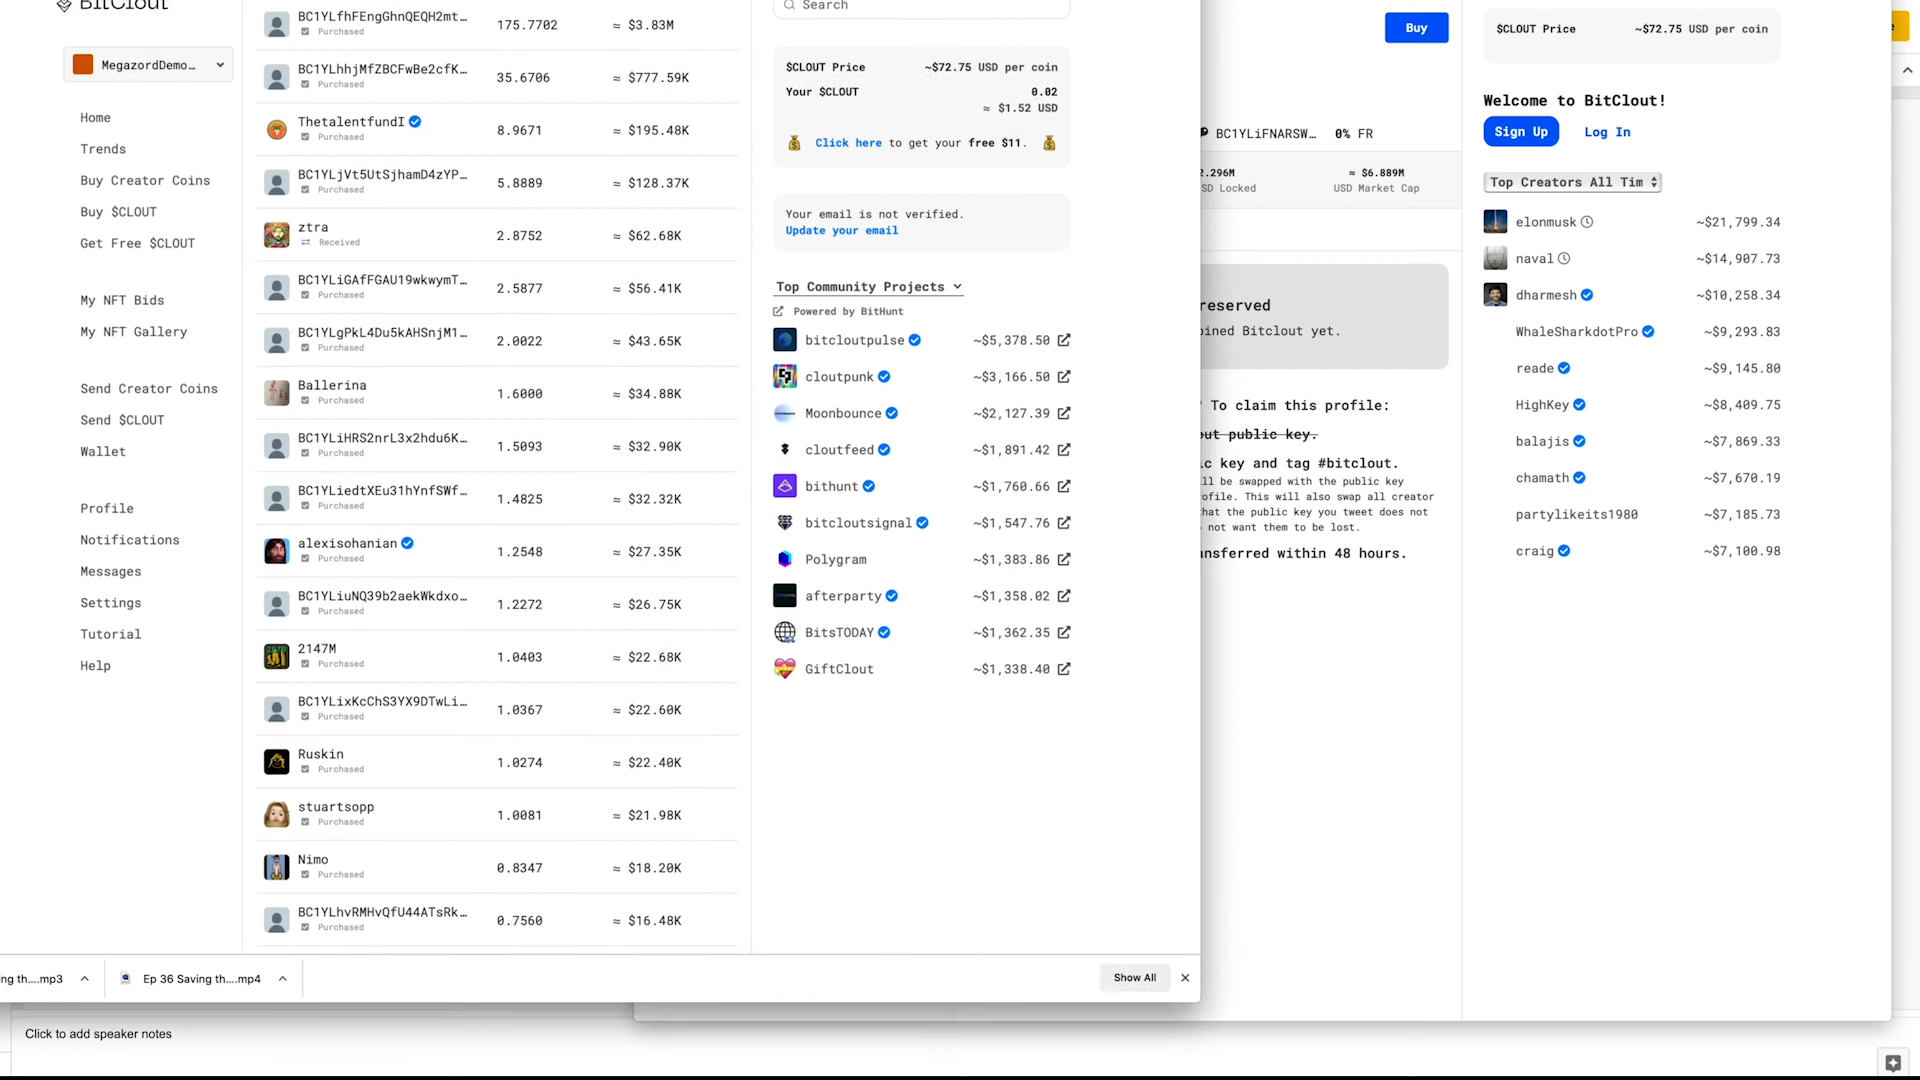 BitClout
MegazordDemo…
Home
Trends
Buy Creator Coins
Buy $CLOUT
Get Free $CLOUT
My NFT Bids
My NFT Gallery
Send Creator Coins
Send $CLOUT
Wallet
Profile
Notifications
Messages
Settings
Tutorial
Help
BC1YLfhFEngGhnQEQH2mt… 175.7702 ≈ $3.83M
Purchased
BC1YLhhjMfZBCFwBe2cfK… 35.6706 ≈ $777.59K
Purchased
ThetalentfundI 8.9671 ≈ $195.48K
Purchased
BC1YLjVt5UtSjhamD4zYP… 5.8889 ≈ $128.37K
Purchased
ztra 2.8752 ≈ $62.68K
Received
BC1YLiGAfFGAU19wkwymT… 2.5877 ≈ $56.41K
Purchased
BC1YLgPkL4Du5kAHSnjM1… 2.0022 ≈ $43.65K
Purchased
Ballerina 1.6000 ≈ $34.88K
Purchased
BC1YLiHRS2nrL3x2hdu6K… 1.5093 ≈ $32.90K
Purchased
BC1YLiedtXEu31hYnfSWf… 1.4825 ≈ $32.32K
Purchased
alexisohanian 1.2548 ≈ $27.35K
Purchased
BC1YLiuNQ39b2aekWkdxo… 1.2272 ≈ $26.75K
Purchased
2147M 1.0403 ≈ $22.68K
Purchased
BC1YLixKcChS3YX9DTwLi… 1.0367 ≈ $22.60K
Purchased
Ruskin 1.0274 ≈ $22.40K
Purchased
stuartsopp 1.0081 ≈ $21.98K
Purchased
Nimo 0.8347 ≈ $18.20K
Purchased
BC1YLhvRMHvQfU44ATsRk… 0.7560 ≈ $16.48K
Purchased
Search
$CLOUT Price ~$72.75 USD per coin
Your $CLOUT 0.02
≈ $1.52 USD
Click here to get your free $11.
Your email is not verified.
Update your email
Top Community Projects
Powered by BitHunt
bitcloutpulse ~$5,378.50
cloutpunk ~$3,166.50
Moonbounce ~$2,127.39
cloutfeed ~$1,891.42
bithunt ~$1,760.66
bitcloutsignal ~$1,547.76
Polygram ~$1,383.86
afterparty ~$1,358.02
BitsTODAY ~$1,362.35
GiftClout ~$1,338.40
Buy
BC1YLiFNARSW… 0% FR
2.296M ≈ $6.889M
SD Locked USD Market Cap
reserved
ined Bitclout yet.
? To claim this profile:
out public key.
ic key and tag #bitclout.
ll be swapped with the public key
ofile. This will also swap all creator
that the public key you tweet does not
not want them to be lost.
ansferred within 48 hours.
$CLOUT Price ~$72.75 USD per coin
Welcome to BitClout!
Sign Up Log In
Top Creators All Tim
elonmusk ~$21,799.34
naval ~$14,907.73
dharmesh ~$10,258.34
WhaleSharkdotPro ~$9,293.83
reade ~$9,145.80
HighKey ~$8,409.75
balajis ~$7,869.33
chamath ~$7,670.19
partylikeits1980 ~$7,185.73
craig ~$7,100.98
ng th....mp3
Ep 36 Saving th....mp4
Show All
Click to add speaker notes